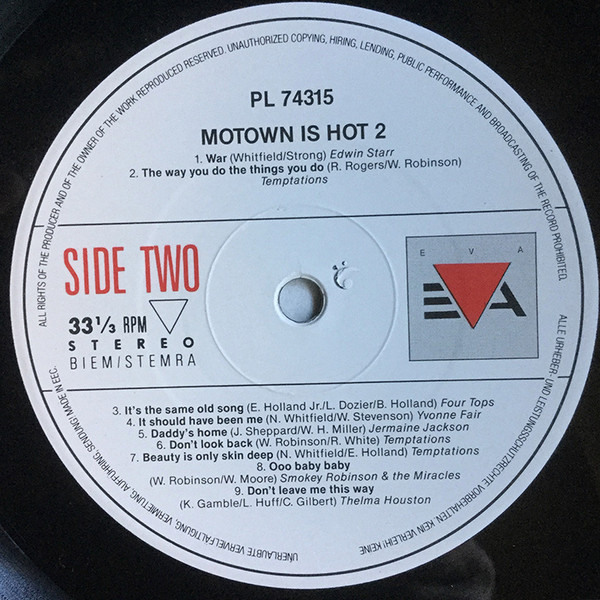 PL 74315
MOTOWN IS HOT 2
1. War (Whitfield/Strong) Edwin Starr
2. The way you do the things you do (R. Rogers/W. Robinson)
Temptations
SIDE TWO
33 1/3 RPM
STEREO
BIEM/STEMRA
E V A
EVA
3. It's the same old song (E. Holland Jr./L. Dozier/B. Holland) Four Tops
4. It should have been me (N. Whitfield/W. Stevenson) Yvonne Fair
5. Daddy's home (J. Sheppard/W. H. Miller) Jermaine Jackson
6. Don't look back (W. Robinson/R. White) Temptations
7. Beauty is only skin deep (N. Whitfield/E. Holland) Temptations
8. Ooo baby baby
(W. Robinson/W. Moore) Smokey Robinson & the Miracles
9. Don't leave me this way
(K. Gamble/L. Huff/C. Gilbert) Thelma Houston
ALL RIGHTS OF THE PRODUCER AND OF THE OWNER OF THE WORK REPRODUCED RESERVED. UNAUTHORIZED COPYING, HIRING, LENDING, PUBLIC PERFORMANCE AND BROADCASTING OF THE RECORD PROHIBITED.
ALLE URHEBER- UND LEISTUNGSSCHUTZRECHTE VORBEHALTEN. KEIN VERLEIH! KEINE UNERLAUBTE VERVIELFÄLTIGUNG, VERMIETUNG, AUFFÜHRUNG, SENDUNG! MADE IN EEC.